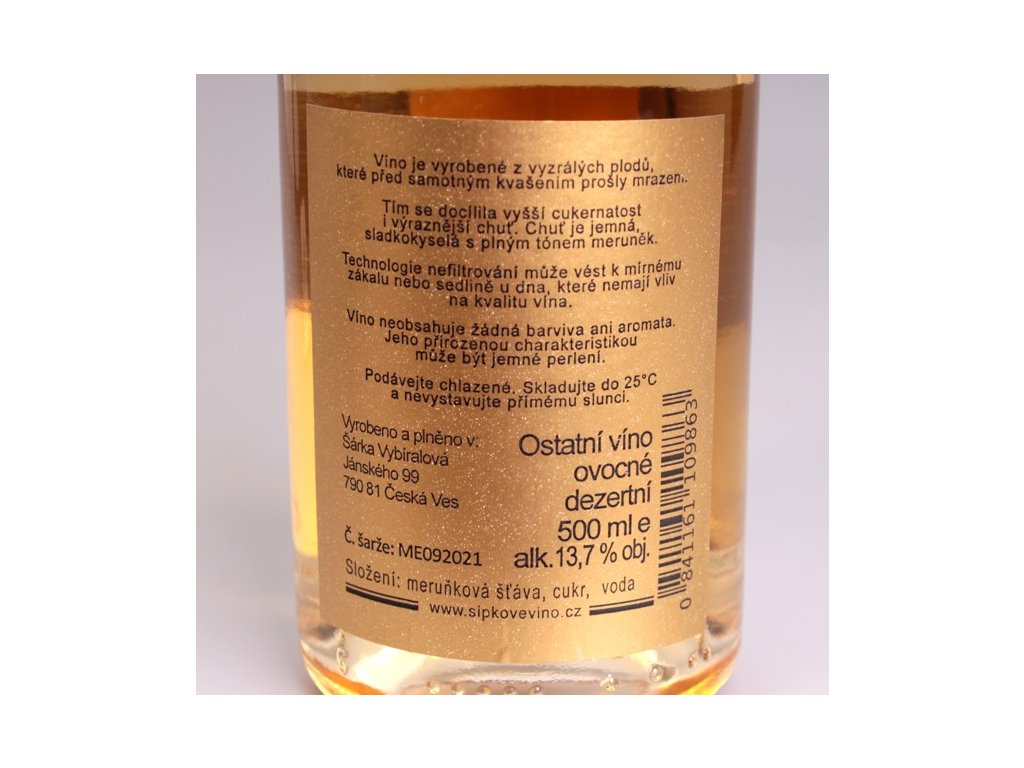 Víno je vyrobené z vyzrálých plodů,
které před samotným kvašením prošly mrazem.
Tím se docílila vyšší cukernatost
i výraznější chuť. Chuť je jemná,
sladkokyselá s plným tónem meruněk.
Technologie nefiltrování může vést k mírnému
zákalu nebo sedlině u dna, které nemají vliv
na kvalitu vína.
Víno neobsahuje žádná barviva ani aromata.
Jeho přirozenou charakteristikou
může být jemné perlení.
Podávejte chlazené. Skladujte do 25°C
a nevystavujte přímému slunci.
Vyrobeno a plněno v:
Šárka Vybíralová
Jánského 99
790 81 Česká Ves
Č. šarže: ME092021
Ostatní víno
ovocné
dezertní
500 ml e
alk.13,7 % obj.
Složení: meruňková šťáva, cukr, voda
www.sipkovevino.cz
0 841161 109863